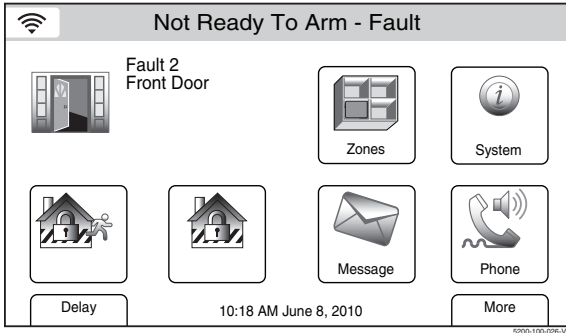 Not Ready To Arm - Fault
Fault 2
Front Door
Zones
System
Message
Phone
Delay
10:18 AM June 8, 2010
More
5200-100-026-V